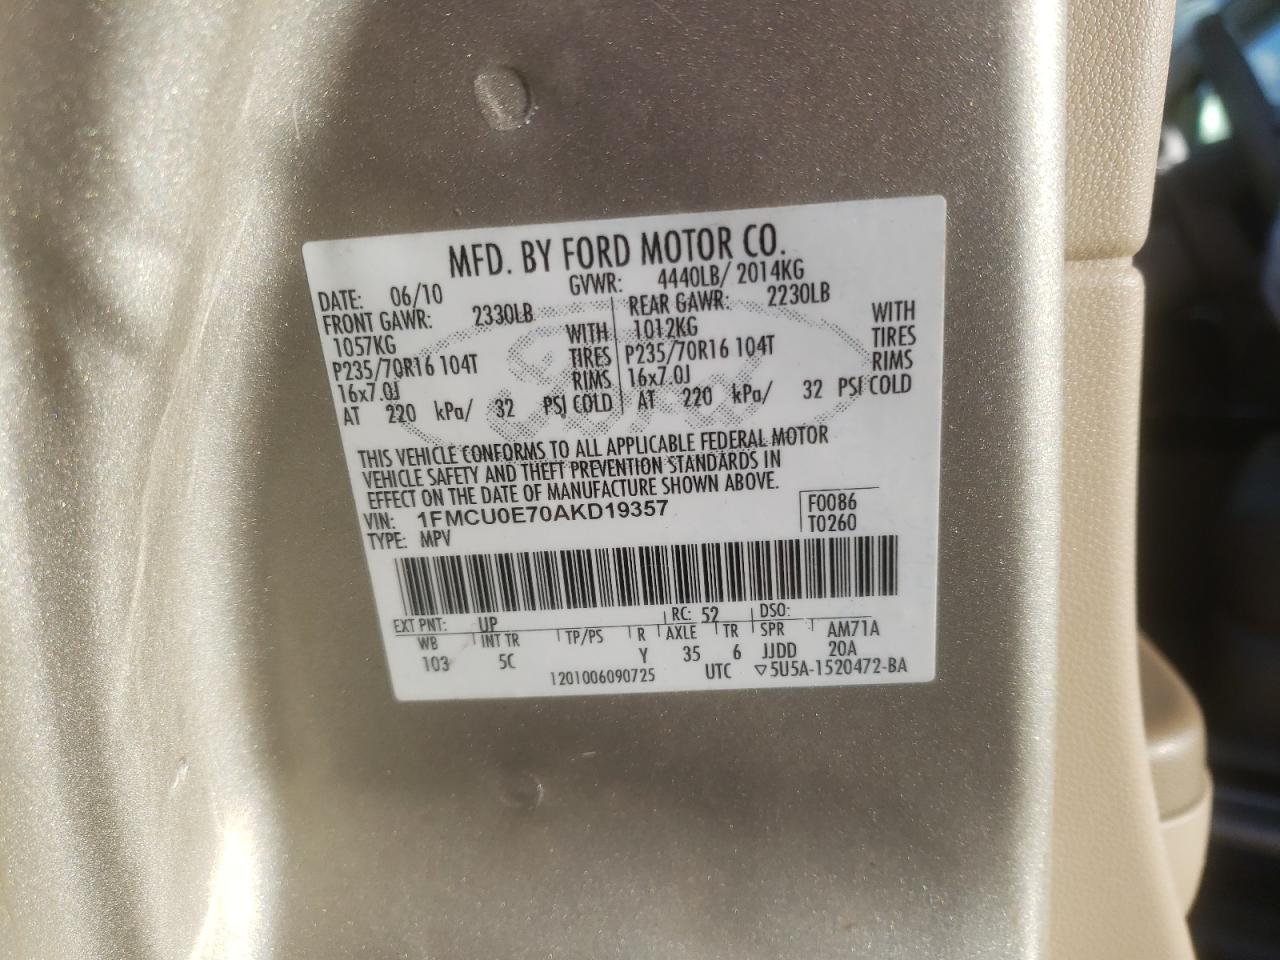 MFD. BY FORD MOTOR CO.
DATE: 06/10 GVWR: 4440LB/ 2014KG
FRONT GAWR: 2330LB REAR GAWR: 2230LB
1057KG WITH 1012KG WITH
P235/70R16 104T TIRES P235/70R16 104T TIRES
16x7.0J RIMS 16x7.0J RIMS
AT 220 kPa/ 32 PSI COLD AT 220 kPa/ 32 PSI COLD
THIS VEHICLE CONFORMS TO ALL APPLICABLE FEDERAL MOTOR
VEHICLE SAFETY AND THEFT PREVENTION STANDARDS IN
EFFECT ON THE DATE OF MANUFACTURE SHOWN ABOVE.
VIN: 1FMCU0E70AKD19357 F0086
TYPE: MPV T0260
EXT PNT: UP RC: 52 DSO:
WB INT TR TP/PS R AXLE TR SPR AM71A
103 5C Y 35 6 JJDD 20A
1201006090725 UTC ▽5U5A-1520472-BA